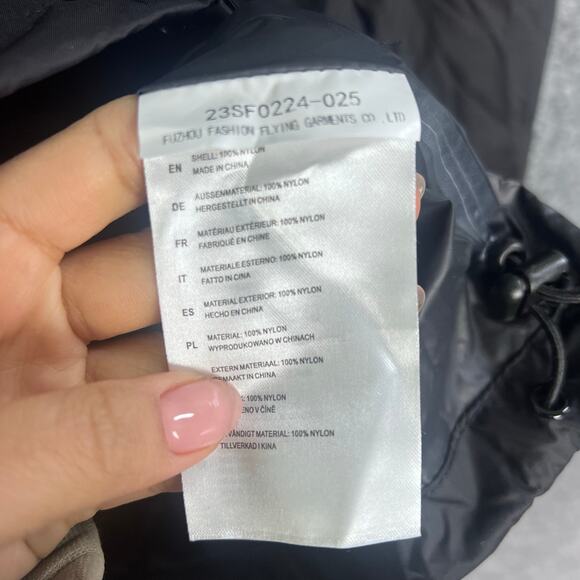 23SF0224-025
FUZHOU FASHION FLYING GARMENTS CO .,LTD
EN SHELL: 100% NYLON
MADE IN CHINA
DE AUSSENMATERIAL: 100% NYLON
HERGESTELLT IN CHINA
FR MATÉRIAU EXTÉRIEUR: 100% NYLON
FABRIQUÉ EN CHINE
IT MATERIALE ESTERNO: 100% NYLON
FATTO IN CINA
ES MATERIAL EXTERIOR: 100% NYLON
HECHO EN CHINA
PL MATERIAL: 100% NYLON
WYPRODUKOWANO W CHINACH
EXTERN MATERIAAL: 100% NYLON
IN CHINA
100% NYLON
V ČÍNĚ
MATERIAL: 100% NYLON
TILLVERKAD I KINA